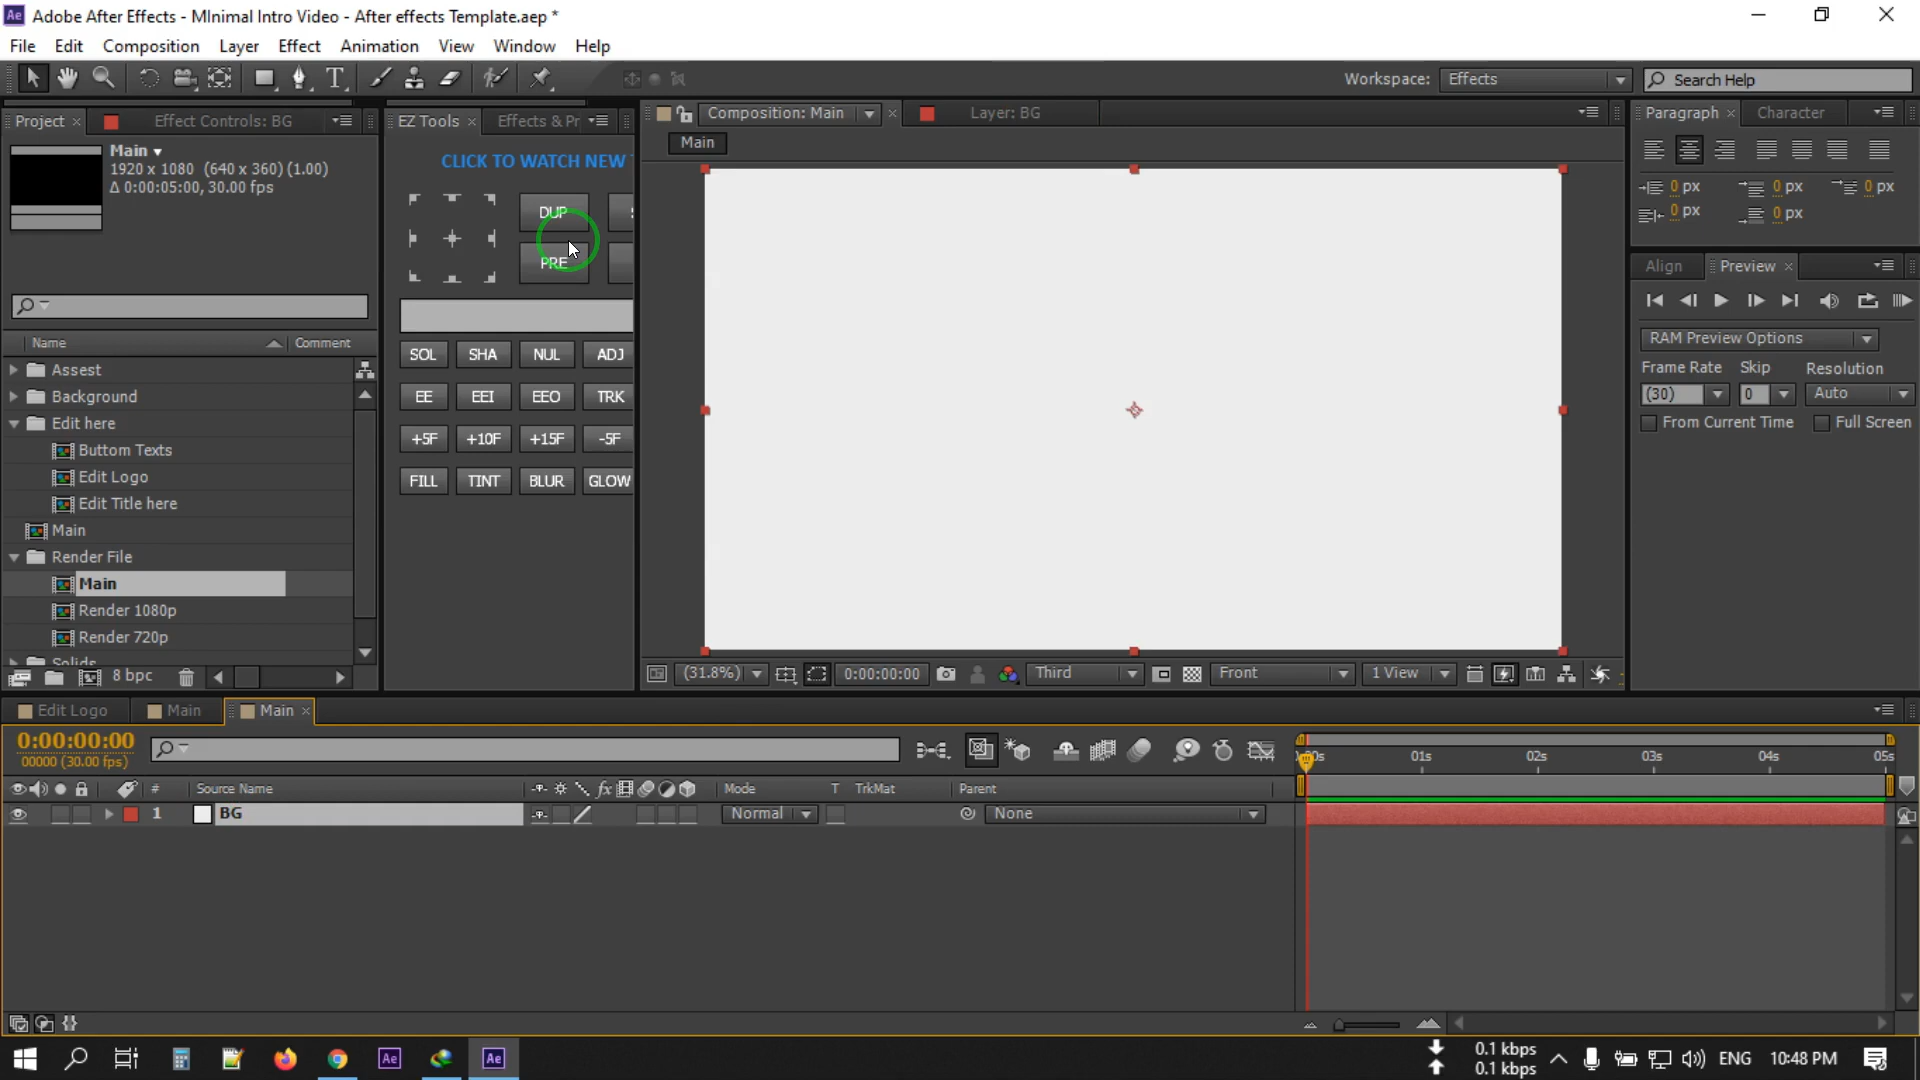 Adobe After Effects - MInimal Intro Video - After effects Template.aep *
File Edit Composition Layer Effect Animation View Window Help
Workspace: Effects Search Help
Project Effect Controls: BG EZ Tools Effects & Pr Composition: Main Layer: BG Paragraph Character
Main
1920 x 1080 (640 x 360) (1.00)
Δ 0:00:05:00, 30.00 fps
CLICK TO WATCH NEW
Main
DUP
PRE
0 px 0 px 0 px
0 px 0 px
Align Preview
RAM Preview Options
Frame Rate Skip Resolution
(30) 0 Auto
From Current Time Full Screen
Name Comment
Assest
Background
Edit here
Buttom Texts
Edit Logo
Edit Title here
Main
Render File
Main
Render 1080p
Render 720p
Solids
8 bpc
SOL SHA NUL ADJ
EE EEI EEO TRK
+5F +10F +15F -5F
FILL TINT BLUR GLOW
(31.8%) 0:00:00:00 Third Front 1 View
Edit Logo Main Main
0:00:00:00
00000 (30.00 fps)
01s 02s 03s 04s 05s
# Source Name fx Mode T TrkMat Parent
1 BG Normal None
0.1 kbps
0.1 kbps
ENG 10:48 PM